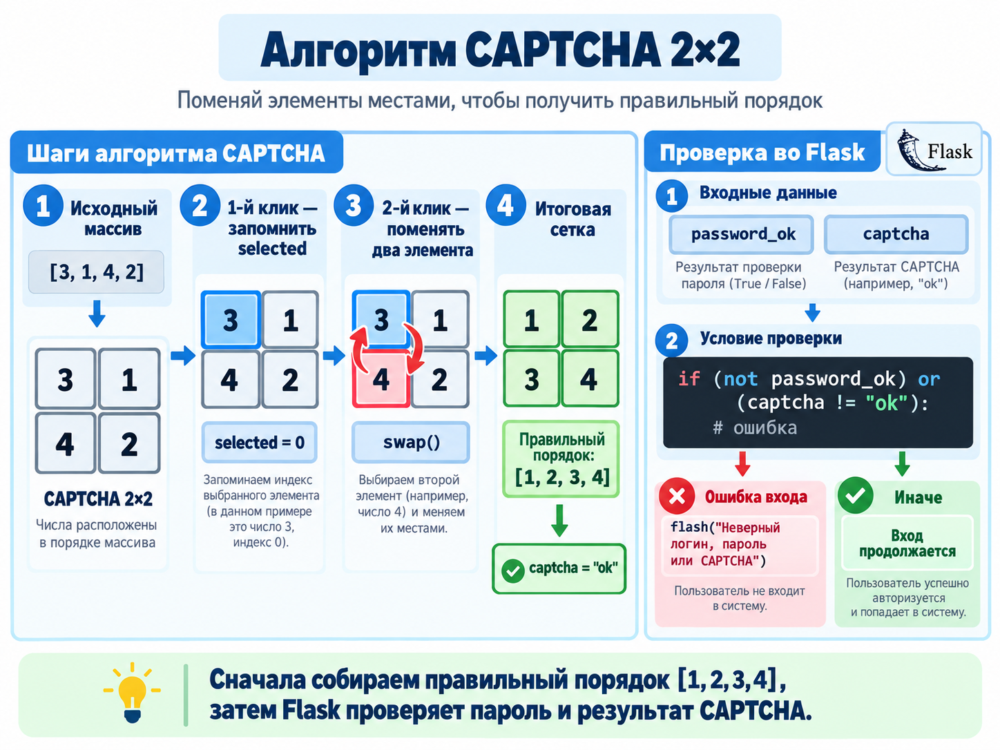 Алгоритм CAPTCHA 2×2
Поменяй элементы местами, чтобы получить правильный порядок
Шаги алгоритма CAPTCHA
1
Исходный
массив
[3, 1, 4, 2]
3 1
4 2
CAPTCHA 2×2
Числа расположены
в порядке массива
2
1-й клик —
запомнить
selected
3 1
4 2
selected = 0
Запоминаем индекс
выбранного элемента
(в данном примере
это число 3,
индекс 0).
3
2-й клик —
поменять
два элемента
3 1
4 2
swap()
Выбираем второй
элемент (например,
число 4) и меняем
их местами.
4
Итоговая
сетка
1 2
3 4
Правильный
порядок:
[1, 2, 3, 4]
captcha = "ok"
Проверка во Flask
Flask
1
Входные данные
password_ok
Результат проверки
пароля (True / False)
captcha
Результат CAPTCHA
(например, "ok")
2
Условие проверки
if (not password_ok) or
(captcha != "ok"):
# ошибка
Ошибка входа
flash("Неверный
логин, пароль
или CAPTCHA")
Пользователь не входит
в систему.
Иначе
Вход
продолжается
Пользователь успешно
авторизуется
и попадает в систему.
Сначала собираем правильный порядок [1, 2, 3, 4],
затем Flask проверяет пароль и результат CAPTCHA.